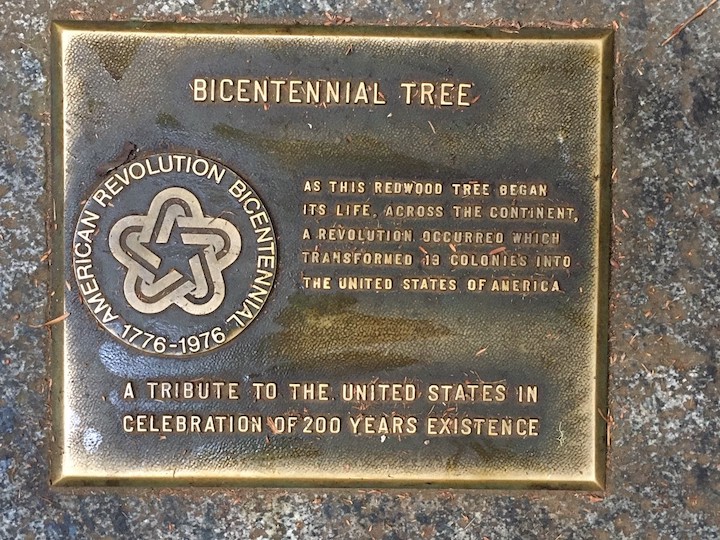 BICENTENNIAL TREE
AMERICAN REVOLUTION BICENTENNIAL
1776-1976
AS THIS REDWOOD TREE BEGAN
ITS LIFE, ACROSS THE CONTINENT,
A REVOLUTION OCCURRED WHICH
TRANSFORMED 13 COLONIES INTO
THE UNITED STATES OF AMERICA
A TRIBUTE TO THE UNITED STATES IN
CELEBRATION OF 200 YEARS EXISTENCE